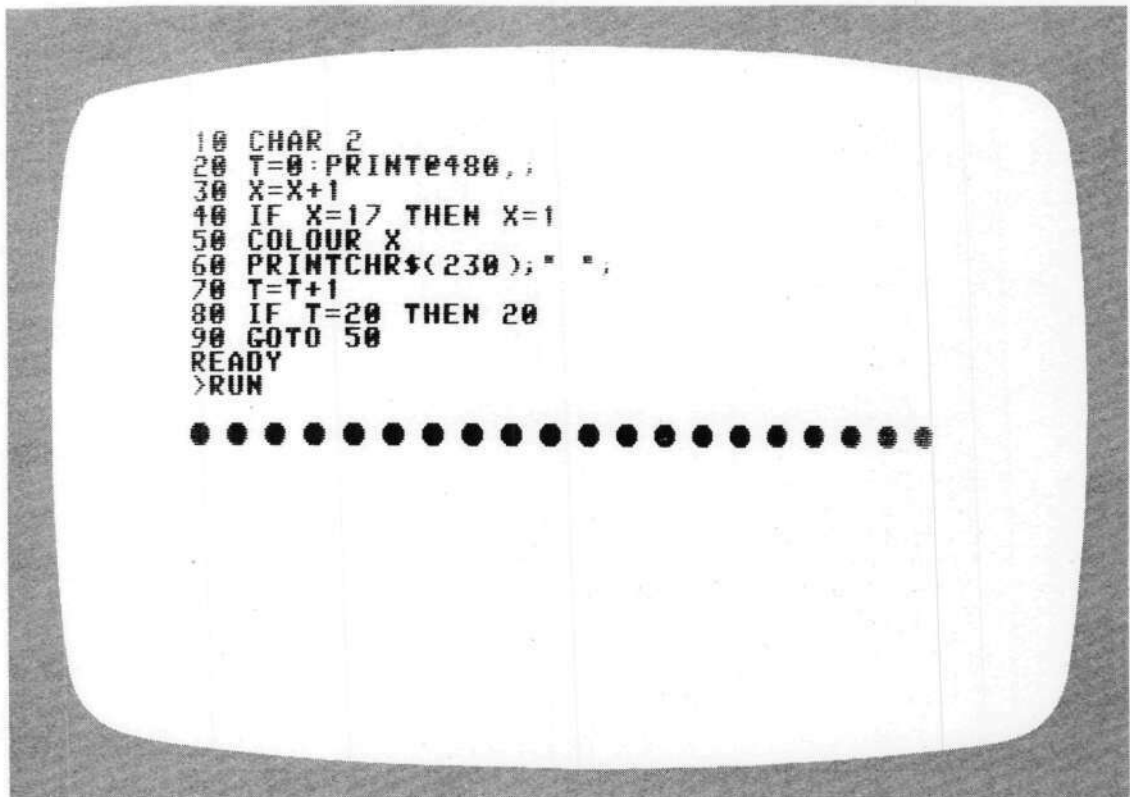 10 CHAR 2
20 T=0:PRINT@480,;
30 X=X+1
40 IF X=17 THEN X=1
50 COLOUR X
60 PRINTCHR$(230);" ";
70 T=T+1
80 IF T=20 THEN 20
90 GOTO 50
READY
>RUN